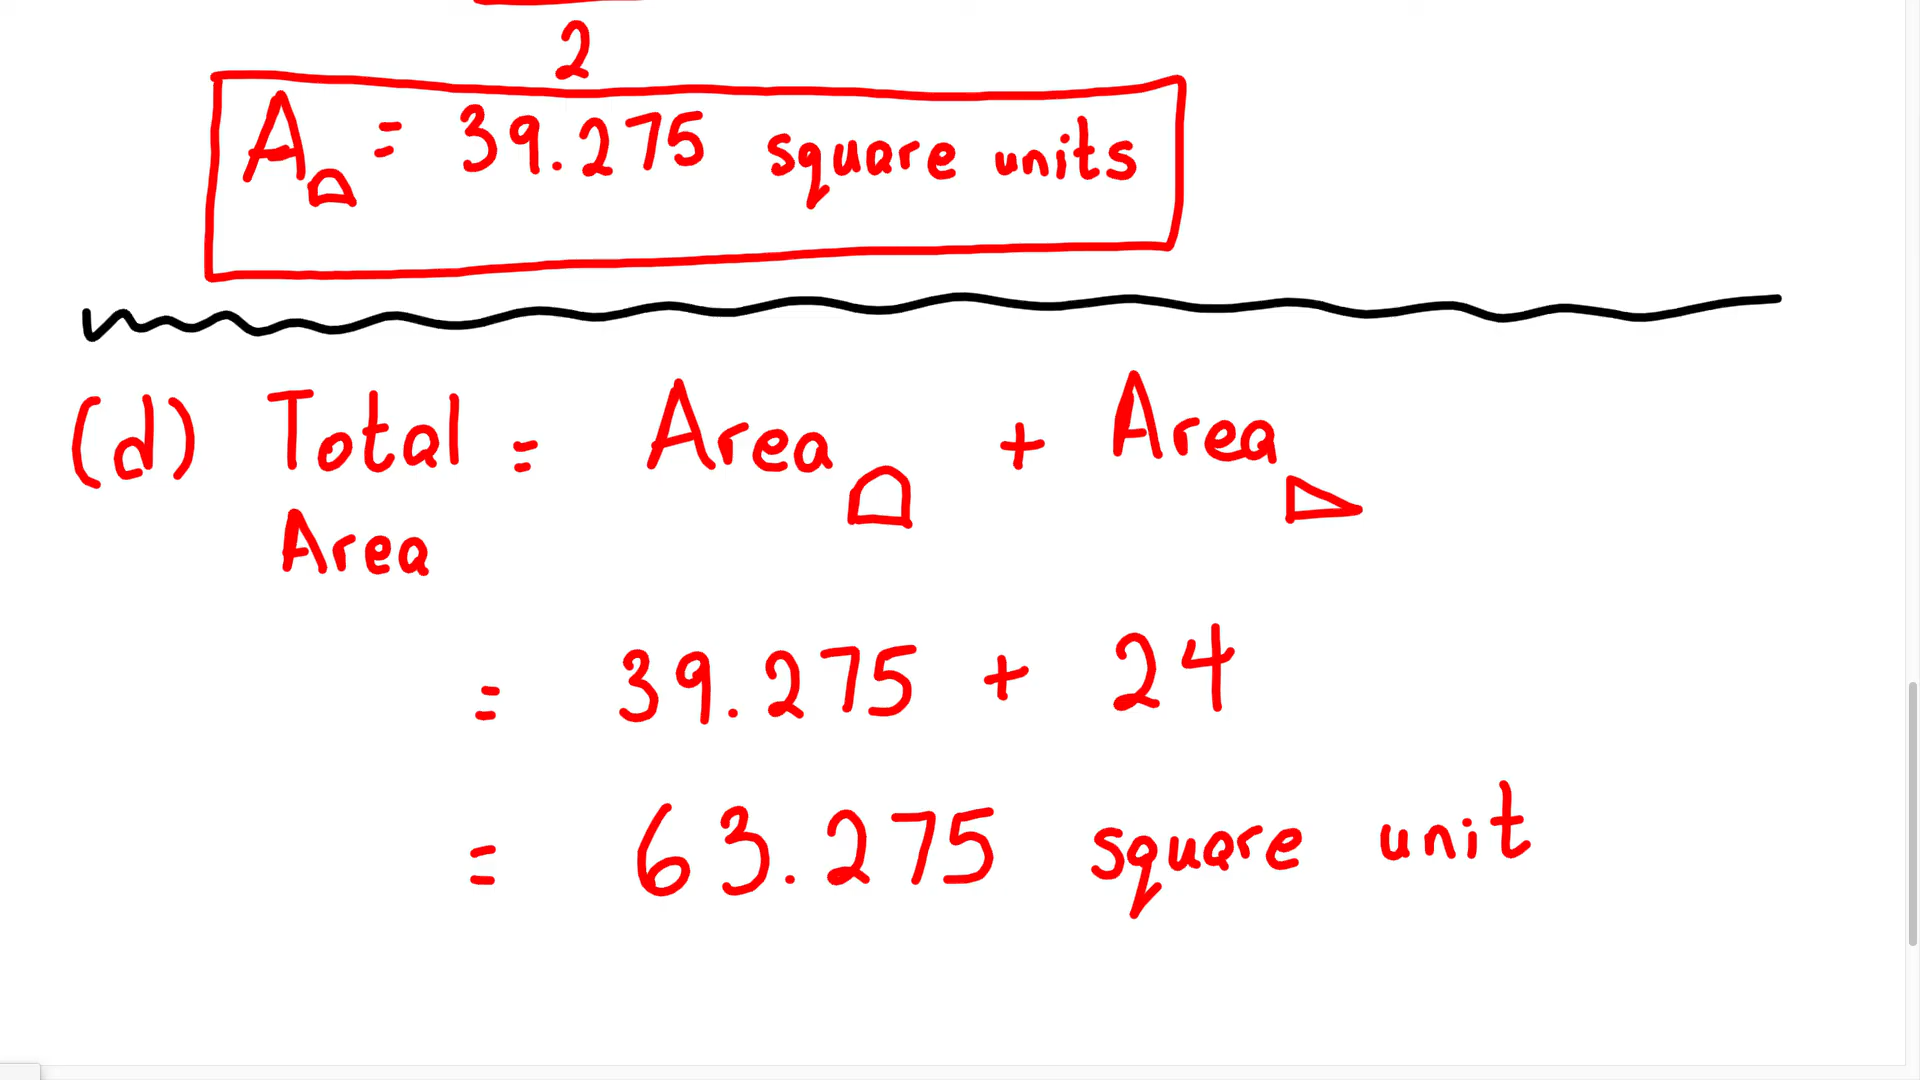 2
A = 39.275 square units
(d) Total = Area + Area
Area
= 39.275 + 24
= 63.275 square unit